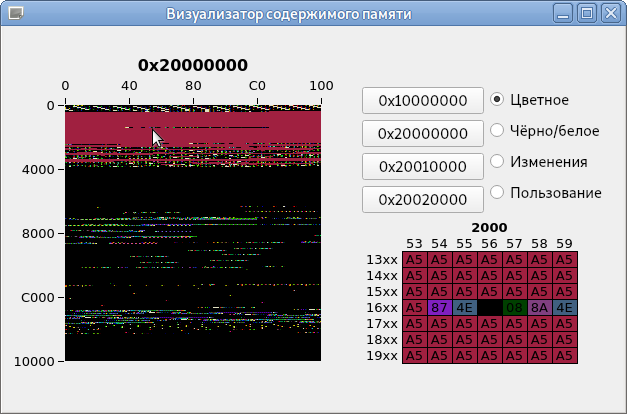 Визуализатор содержимого памяти
0x20000000
0 40 80 C0 100
0
4000
8000
C000
10000
0x10000000 Цветное
0x20000000 Чёрно/белое
0x20010000 Изменения
0x20020000 Пользование
2000
53 54 55 56 57 58 59
13xx A5 A5 A5 A5 A5 A5 A5
14xx A5 A5 A5 A5 A5 A5 A5
15xx A5 A5 A5 A5 A5 A5 A5
16xx A5 87 4E 08 8A 4E
17xx A5 A5 A5 A5 A5 A5 A5
18xx A5 A5 A5 A5 A5 A5 A5
19xx A5 A5 A5 A5 A5 A5 A5